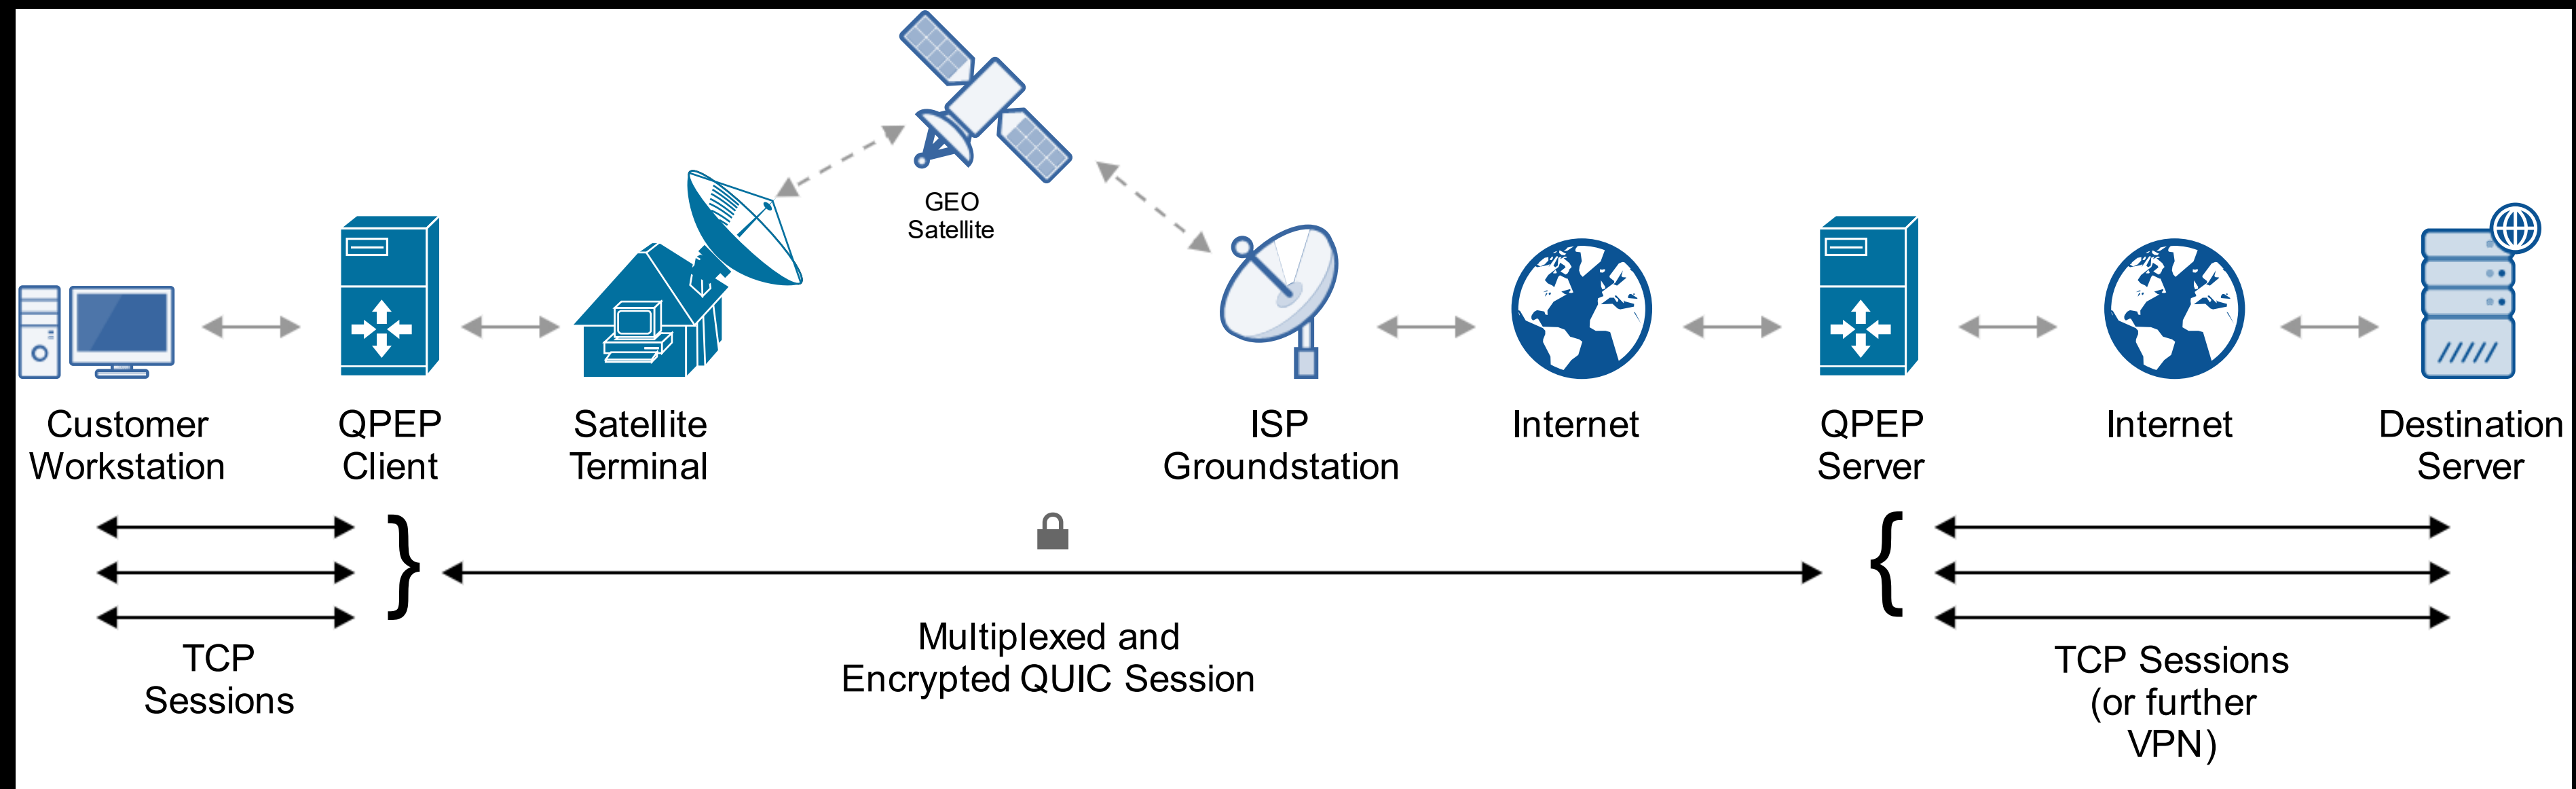 GEO
Satellite
Customer
Workstation
QPEP
Client
Satellite
Terminal
ISP
Groundstation
Internet
QPEP
Server
Internet
Destination
Server
TCP
Sessions
Multiplexed and
Encrypted QUIC Session
TCP Sessions
(or further
VPN)